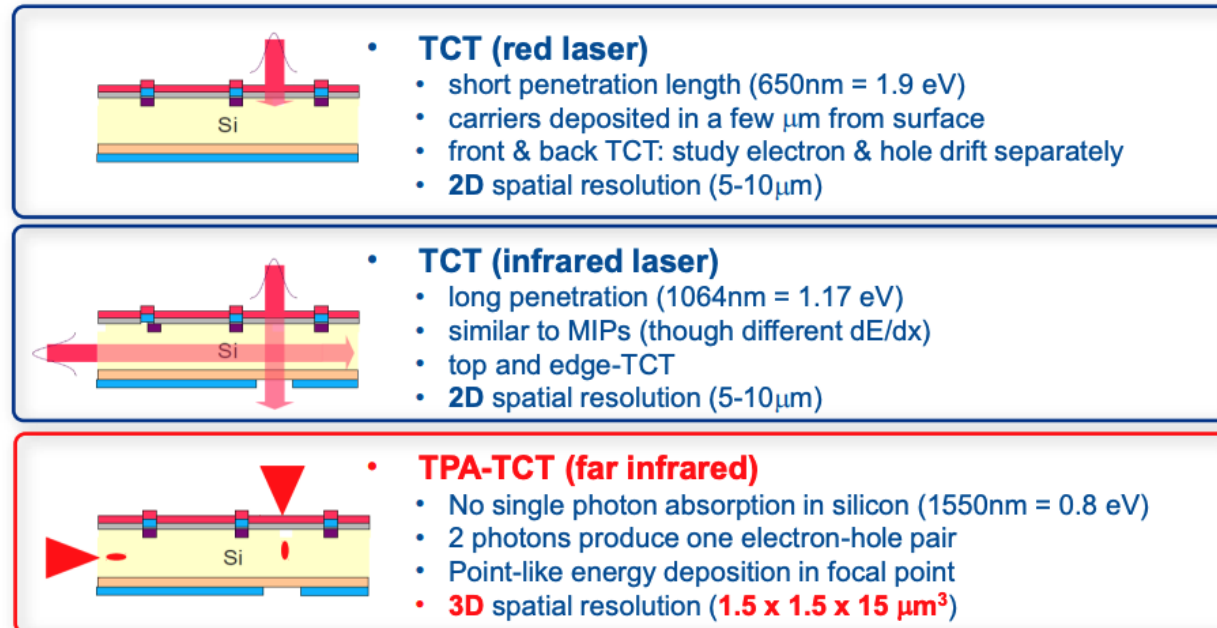 • TCT (red laser)
• short penetration length (650nm = 1.9 eV)
• carriers deposited in a few μm from surface
• front & back TCT: study electron & hole drift separately
• 2D spatial resolution (5-10μm)
Si
• TCT (infrared laser)
• long penetration (1064nm = 1.17 eV)
• similar to MIPs (though different dE/dx)
• top and edge-TCT
• 2D spatial resolution (5-10μm)
Si
• TPA-TCT (far infrared)
• No single photon absorption in silicon (1550nm = 0.8 eV)
• 2 photons produce one electron-hole pair
• Point-like energy deposition in focal point
• 3D spatial resolution (1.5 x 1.5 x 15 μm³)
Si